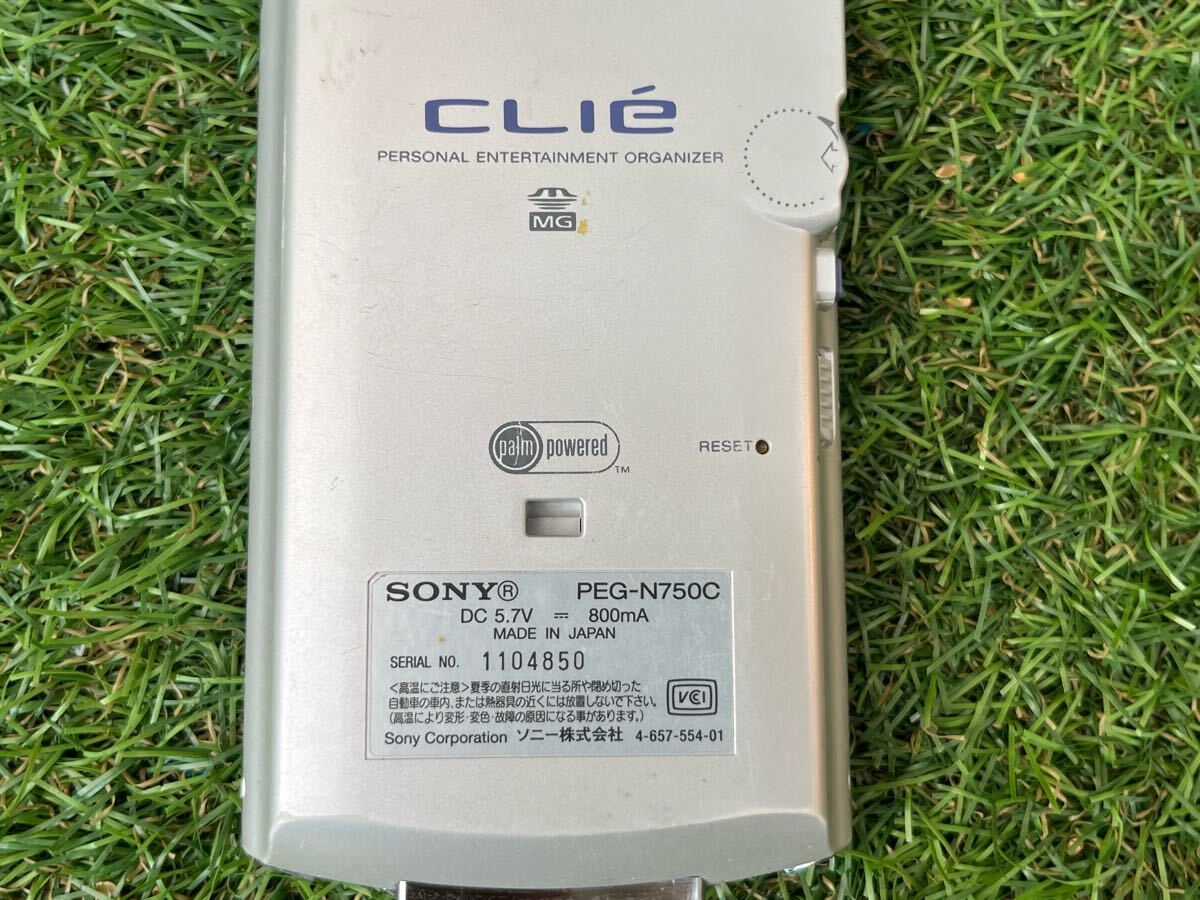 CLIÉ
PERSONAL ENTERTAINMENT ORGANIZER
MG
palm powered TM
RESET
SONY® PEG-N750C
DC 5.7V ⎓ 800mA
MADE IN JAPAN
SERIAL NO. 1104850
<高温にご注意>夏季の直射日光に当る所や閉め切った
自動車の車内、または熱器具の近くには放置しないで下さい。
(高温により変形・変色・故障の原因になる事があります。)
VCI
Sony Corporation ソニー株式会社 4-657-554-01